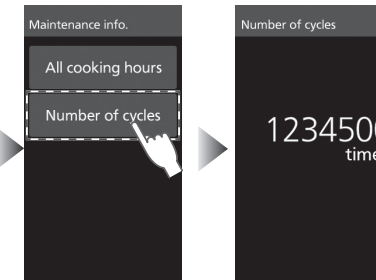 Maintenance info.
All cooking hours
Number of cycles
Number of cycles